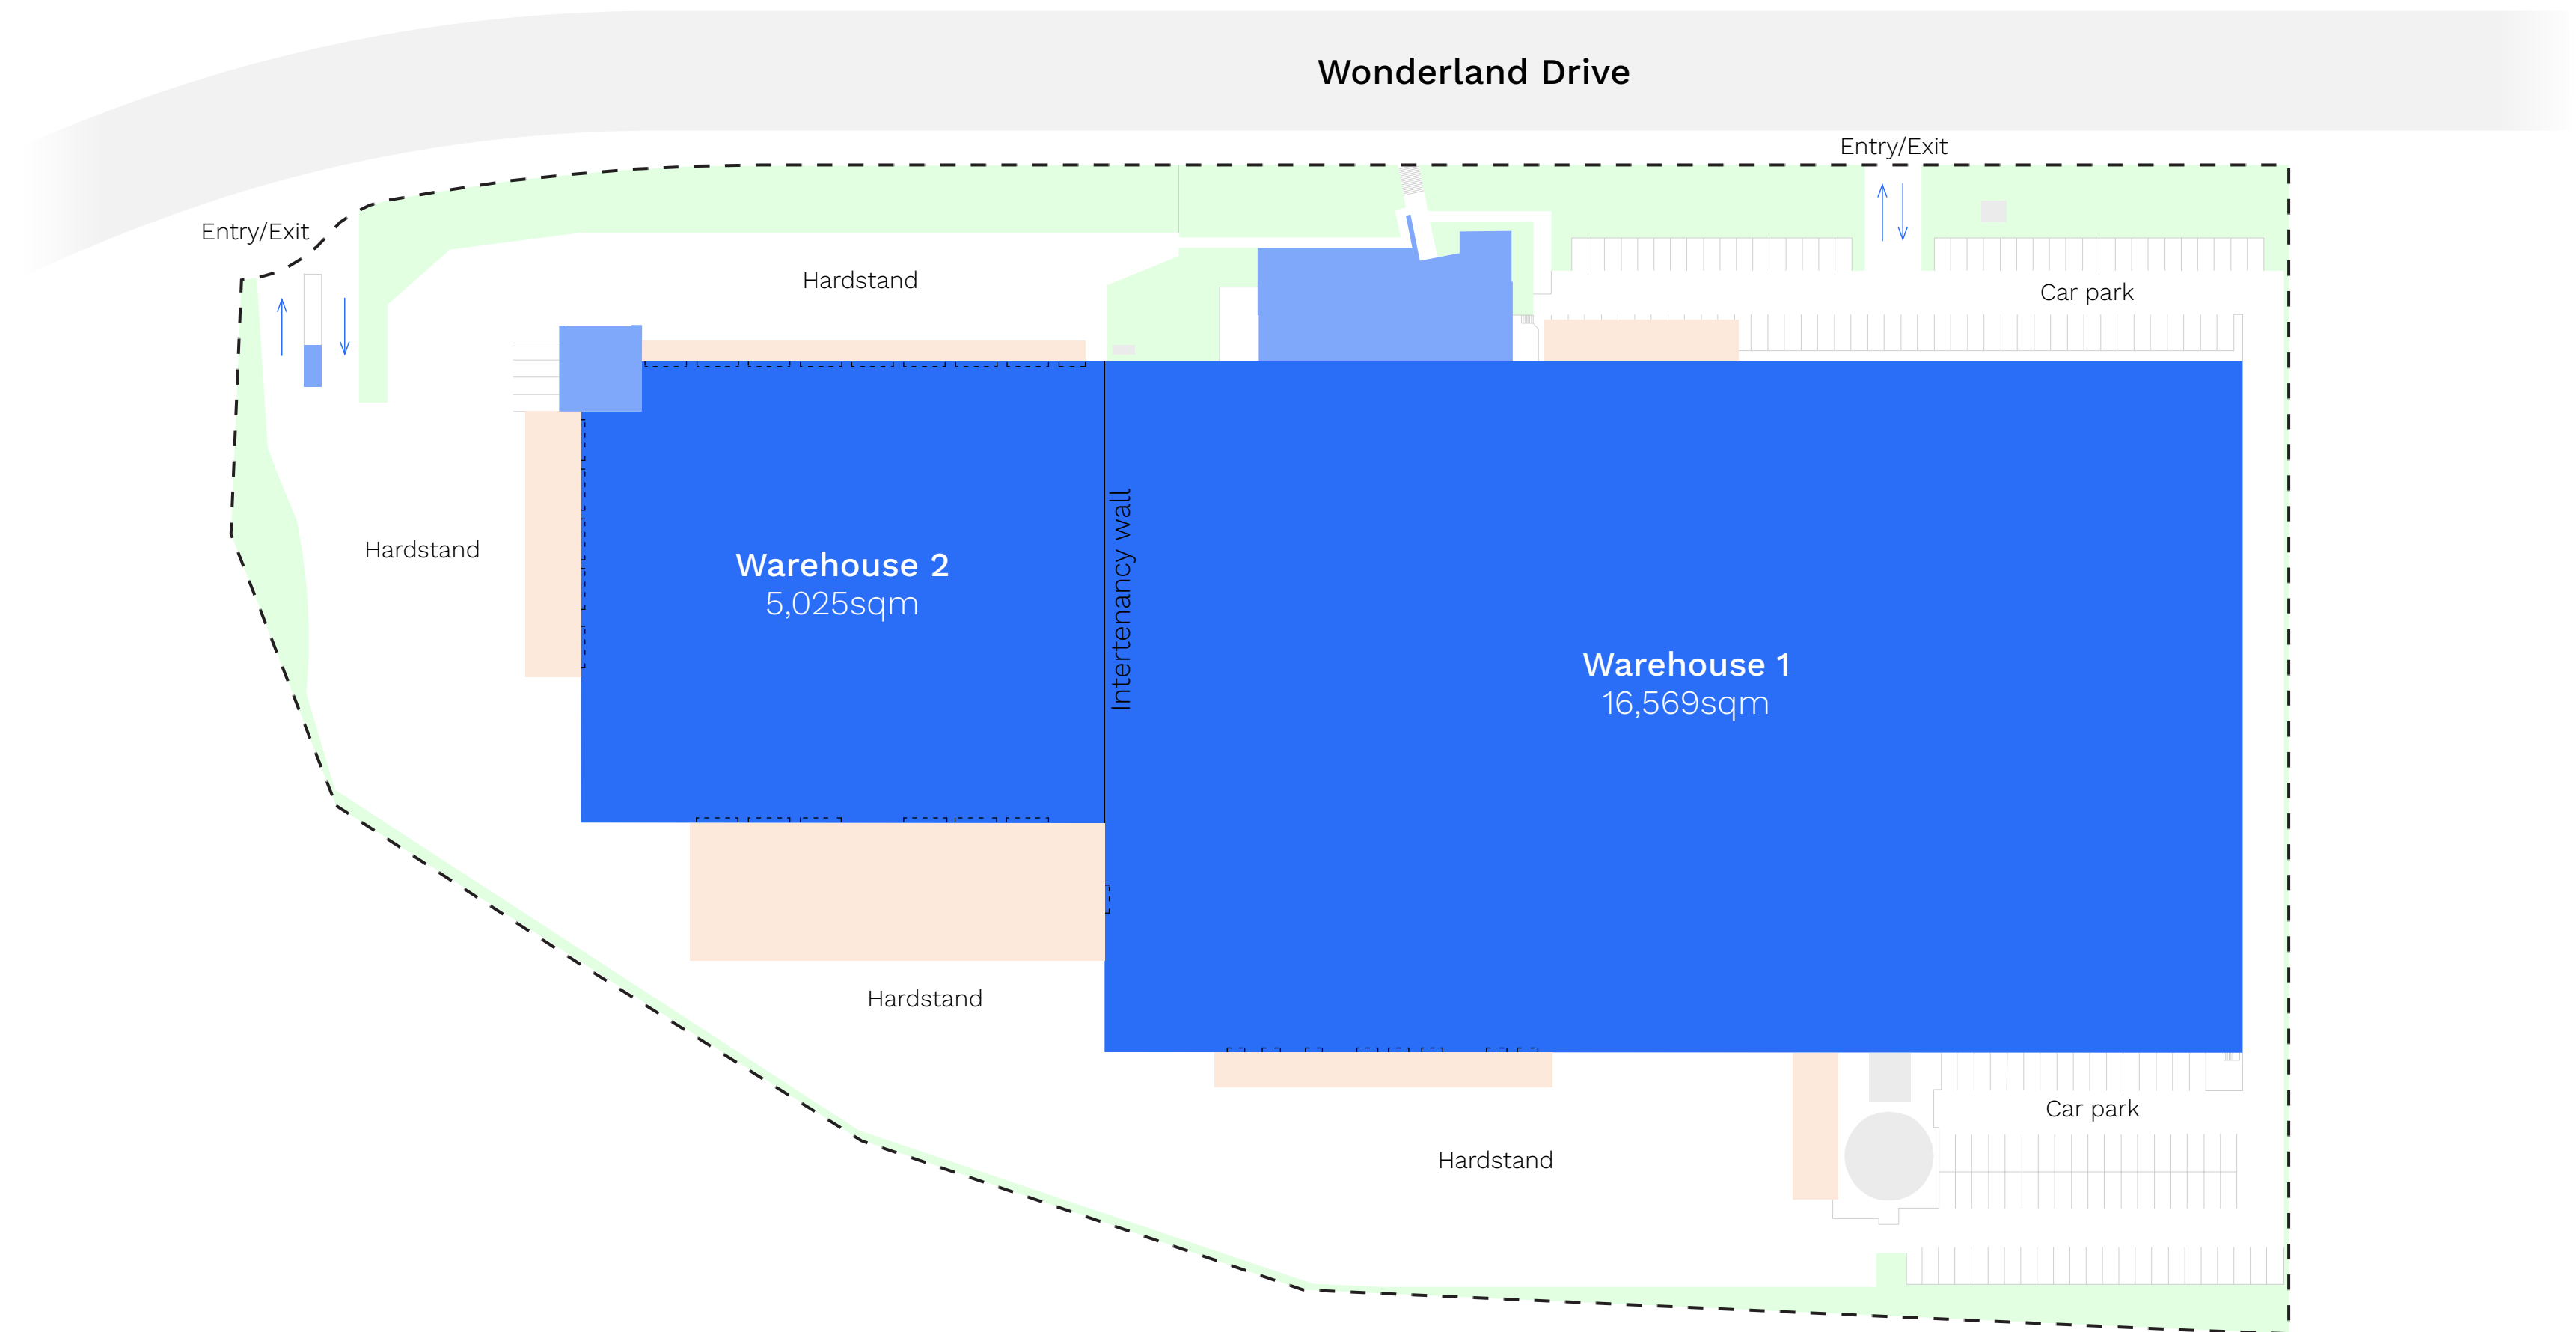 Wonderland Drive
Entry/Exit
Entry/Exit
Hardstand
Car park
Hardstand
Warehouse 2
5,025sqm
Intertenancy wall
Warehouse 1
16,569sqm
Hardstand
Car park
Hardstand